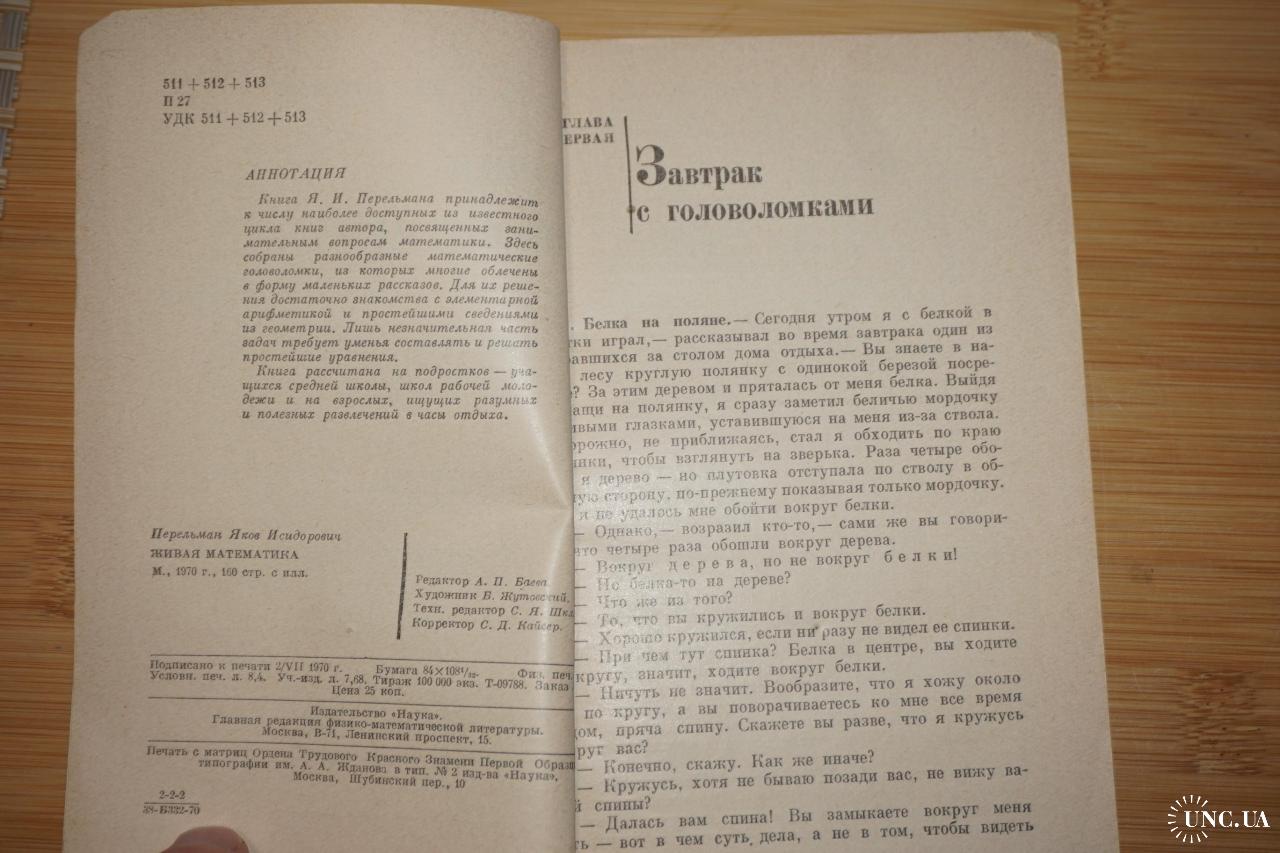 511 + 512 + 513
П 27
УДК 511 + 512 + 513
АННОТАЦИЯ
Книга Я. И. Перельмана принадлежит
к числу наиболее доступных из известного
цикла книг автора, посвященных зани-
мательным вопросам математики. Здесь
собраны разнообразные математические
головоломки, из которых многие облечены
в форму маленьких рассказов. Для их реше-
ния достаточно знакомства с элементарной
арифметикой и простейшими сведениями
из геометрии. Лишь незначительная часть
задач требует уменья составлять и решать
простейшие уравнения.
Книга рассчитана на подростков — уча-
щихся средней школы, школ рабочей моло-
дежи и на взрослых, ищущих разумных
и полезных развлечений в часы отдыха.
Перельман Яков Исидорович
ЖИВАЯ МАТЕМАТИКА
М., 1970 г., 160 стр. с илл.
Редактор А. П. Баева
Художник Б. Жутовский.
Техн. редактор С. Я. Шкл
Корректор С. Д. Кайсер.
Подписано к печати 2/VII 1970 г. Бумага 84×108¹/₃₂. Физ. печ.
Условн. печ. л. 8,4. Уч.-изд. л. 7,68. Тираж 100 000 экз. Т-09788. Заказ
Цена 25 коп.
Издательство «Наука».
Главная редакция физико-математической литературы.
Москва, В-71, Ленинский проспект, 15.
Печать с матриц Ордена Трудового Красного Знамени Первой Образц
типографии им. А. А. Жданова в тип. № 2 изд-ва «Наука»,
Москва, Шубинский пер., 10
2-2-2
38-БЗ32-70
ГЛАВА
ЕРВАЯ
Завтрак
с головоломками
. Белка на поляне.— Сегодня утром я с белкой в
тки играл,— рассказывал во время завтрака один из
равшихся за столом дома отдыха.— Вы знаете в на-
лесу круглую полянку с одинокой березой посре-
? За этим деревом и пряталась от меня белка. Выйдя
ащи на полянку, я сразу заметил беличью мордочку
ивыми глазками, уставившуюся на меня из-за ствола.
орожно, не приближаясь, стал я обходить по краю
нки, чтобы взглянуть на зверька. Раза четыре обо-
я дерево — но плутовка отступала по стволу в об-
ную сторону, по-прежнему показывая только мордочку.
я не удалось мне обойти вокруг белки.
— Однако,— возразил кто-то,— сами же вы говори-
что четыре раза обошли вокруг дерева.
— Вокруг дерева, но не вокруг белки!
— Но белка-то на дереве?
— Что же из того?
— То, что вы кружились и вокруг белки.
— Хорошо кружился, если ни разу не видел ее спинки.
— При чем тут спинка? Белка в центре, вы ходите
кругу, значит, ходите вокруг белки.
— Ничуть не значит. Вообразите, что я хожу около
по кругу, а вы поворачиваетесь ко мне все время
ом, пряча спину. Скажете вы разве, что я кружусь
руг вас?
— Конечно, скажу. Как же иначе?
— Кружусь, хотя не бываю позади вас, не вижу ва-
й спины?
— Далась вам спина! Вы замыкаете вокруг меня
ть — вот в чем суть дела, а не в том, чтобы видеть
UNC.UA